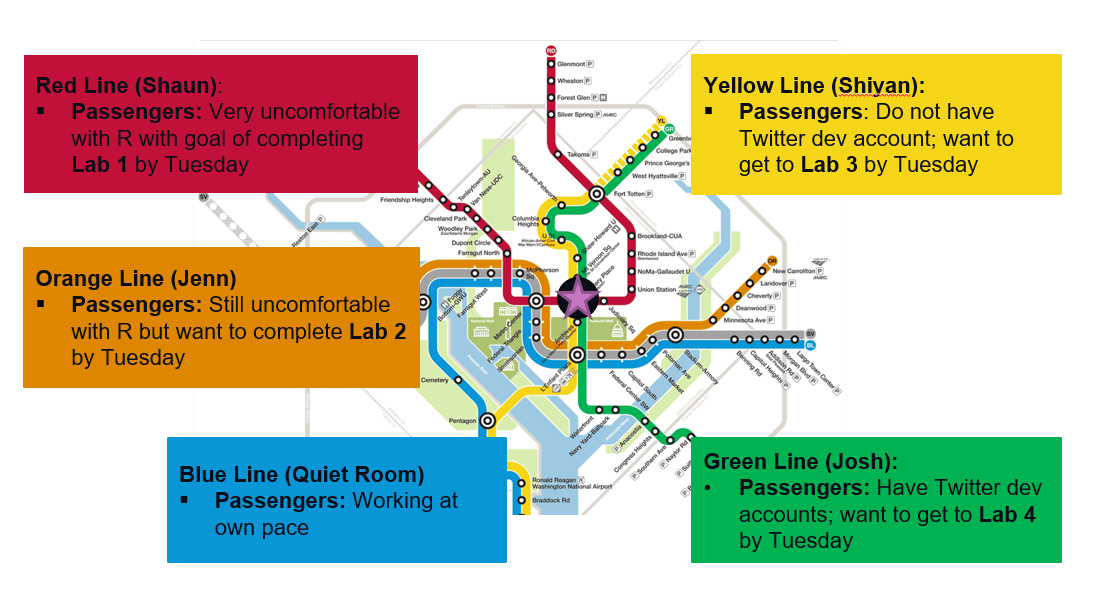 Red Line (Shaun):
▪ Passengers: Very uncomfortable
with R with goal of completing
Lab 1 by Tuesday
Yellow Line (Shiyan):
▪ Passengers: Do not have
Twitter dev account; want to
get to Lab 3 by Tuesday
Orange Line (Jenn)
▪ Passengers: Still uncomfortable
with R but want to complete Lab 2
by Tuesday
Blue Line (Quiet Room)
▪ Passengers: Working at
own pace
Green Line (Josh):
• Passengers: Have Twitter dev
accounts; want to get to Lab 4
by Tuesday
RD
Glenmont P
Wheaton P
Forest Glen P H
Silver Spring P MARC
Takoma P
YL
GR
College Park
Prince George's
West Hyattsville P
Fort Totten P
Georgia Ave-Petworth
Columbia
Heights
U St
Shaw-Howard U
Mt Vernon Sq
Brookland-CUA
Rhode Island Ave P
Brentwood
NoMa-Gallaudet U
Union Station
Judiciary Sq
Tenleytown-AU
Van Ness-UDC
Friendship Heights
Cleveland Park
Woodley Park
Zoo/Adams Morgan
Dupont Circle
Farragut North
Farragut West
McPherson
Sq
Metro Center
Federal Triangle
Smithsonian
Archives
L'Enfant Plaza
SV
Reston East P
OR
New Carrollton P
Landover P
Cheverly P
Deanwood P
Minnesota Ave P
SV
BL
Stadium-Armory
Potomac Ave
Eastern Market
Capitol South
Federal Center SW
Benning Rd
Capitol Heights P
Addison Rd P
Morgan Blvd P
Largo Town Center P
Waterfront
Navy Yard-Ballpark
Anacostia P
Congress Heights P
Southern Ave P
Naylor Rd P
Cemetery
Pentagon
Ronald Reagan
Washington National Airport
Braddock Rd